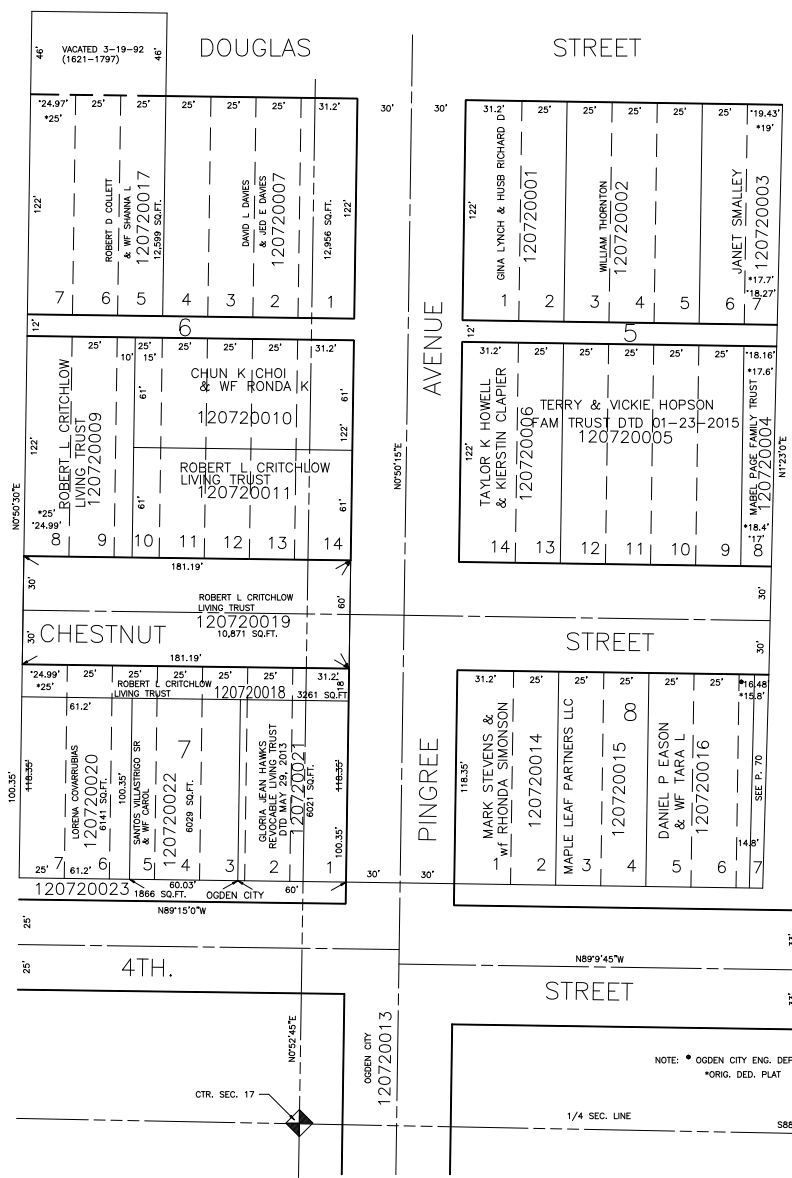 DOUGLAS STREET
VACATED 3-19-92
(1621-1797)
46'
46'
*24.97'
*25'
25'
25'
25'
25'
25'
31.2'
30'
30'
31.2'
25'
25'
25'
25'
25'
*19.43'
*19'
122'
ROBERT D COLLETT
& WF SHANNA L
120720017
12,599 SQ.FT.
DAVID L DAVIES
& JED E DAVIES
120720007
12,956 SQ.FT.
122'
122'
GINA LYNCH & HUSB RICHARD D
120720001
WILLIAM THORNTON
120720002
JANET SMALLEY
120720003
*17.7'
*18.27'
7
6
5
4
3
2
1
1
2
3
4
5
6
7
12'
6
12'
5
AVENUE
25'
10'
15'
25'
25'
25'
31.2'
31.2'
25'
25'
25'
25'
25'
*18.16'
*17.6'
122'
ROBERT L CRITCHLOW
LIVING TRUST
120720009
61'
CHUN K CHOI
& WF RONDA K
120720010
61'
122'
ROBERT L CRITCHLOW
LIVING TRUST
120720011
61'
61'
122'
TAYLOR K HOWELL
& KIERSTIN CLAPIER
120720006
TERRY & VICKIE HOPSON
FAM TRUST DTD 01-23-2015
120720005
MABEL PAGE FAMILY TRUST
120720004
N1°23'0"E
N0°50'30"E
N0°50'15"E
*25'
*24.99'
*18.4'
*17'
8
9
10
11
12
13
14
14
13
12
11
10
9
8
181.19'
30'
ROBERT L CRITCHLOW
LIVING TRUST
120720019
10,871 SQ.FT.
60'
30'
30'
CHESTNUT STREET
30'
181.19'
*24.99'
*25'
25'
25'
25'
25'
25'
31.2'
ROBERT L CRITCHLOW
LIVING TRUST
120720018
3261 SQ.FT
18'
31.2'
25'
25'
25'
25'
25'
*16.48'
*15.8'
61.2'
100.35'
118.35'
LORENA COVARRUBIAS
120720020
6141 SQ.FT.
100.35'
SANTOS VILLASTRIGO SR
& WF CAROL
120720022
6029 SQ.FT.
7
GLORIA JEAN HAWKS
REVOCABLE LIVING TRUST
DTD MAY 29, 2013
120720021
6021 SQ.FT.
118.35'
100.35'
PINGREE
118.35'
MARK STEVENS &
wf RHONDA SIMONSON
120720014
MAPLE LEAF PARTNERS LLC
120720015
8
DANIEL P EASON
& WF TARA L
120720016
SEE P. 70
14.8'
7
6
5
4
3
2
1
1
2
3
4
5
6
7
25'
61.2'
60.03'
60'
30'
30'
120720023
1866 SQ.FT.
OGDEN CITY
N89°15'0"W
25'
25'
33'
33'
N89°9'45"W
4TH. STREET
N0°52'45"E
OGDEN CITY
120720013
NOTE: • OGDEN CITY ENG. DEP
*ORIG. DED. PLAT
CTR. SEC. 17
1/4 SEC. LINE
S88